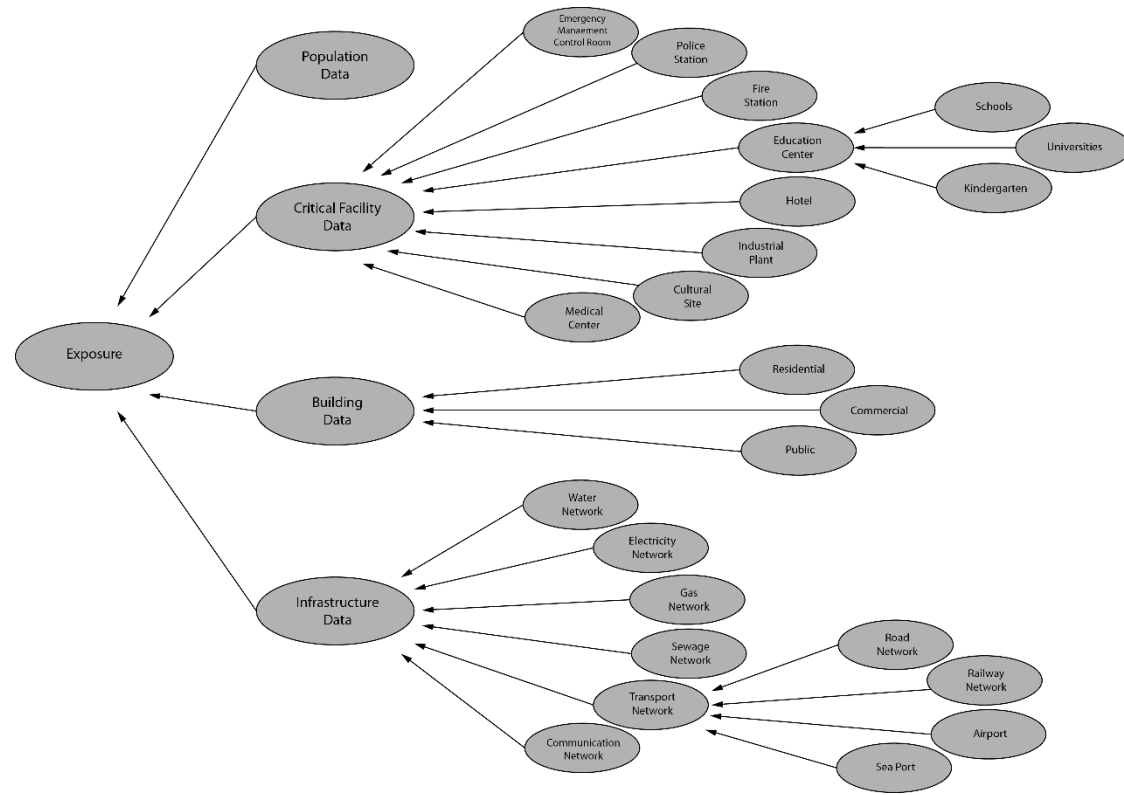 Emergency
Manaement
Control Room
Population
Data
Police
Station
Fire
Station
Schools
Education
Center
Universities
Kindergarten
Critical Facility
Data
Hotel
Industrial
Plant
Cultural
Site
Medical
Center
Exposure
Building
Data
Residential
Commercial
Public
Water
Network
Electricity
Network
Infrastructure
Data
Gas
Network
Sewage
Network
Road
Network
Transport
Network
Railway
Network
Communication
Network
Airport
Sea Port